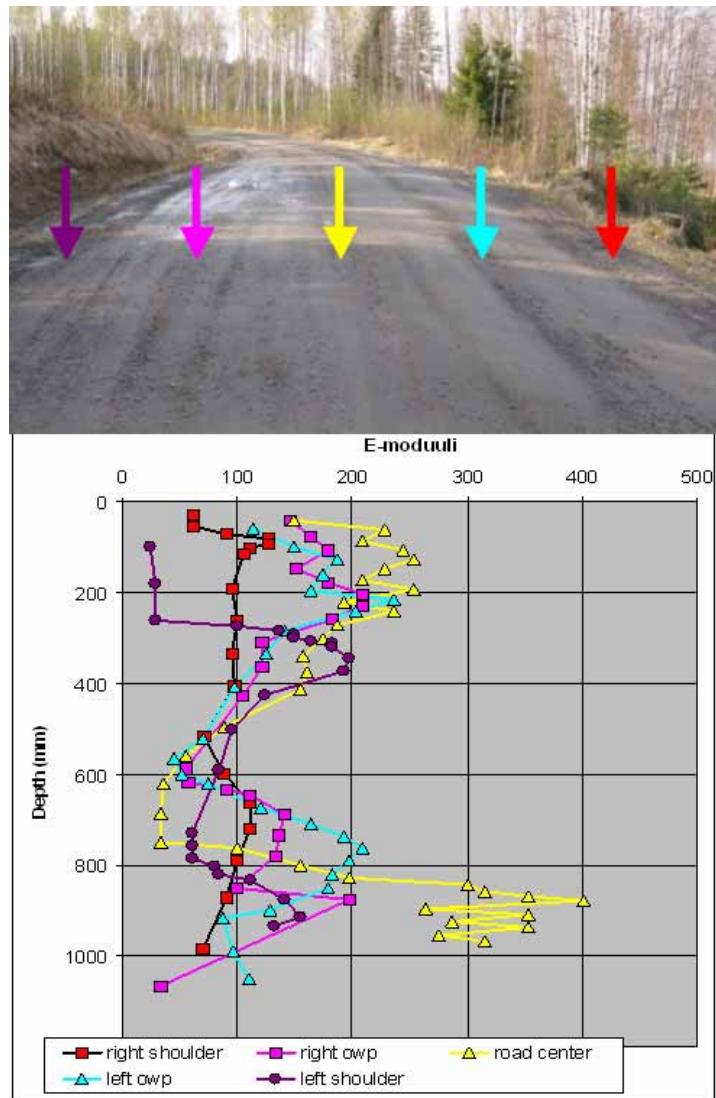 E-moduuli
0 100 200 300 400 500
0
200
400
600
800
1000
Depth (mm)
right shoulder right owp road center
left owp left shoulder